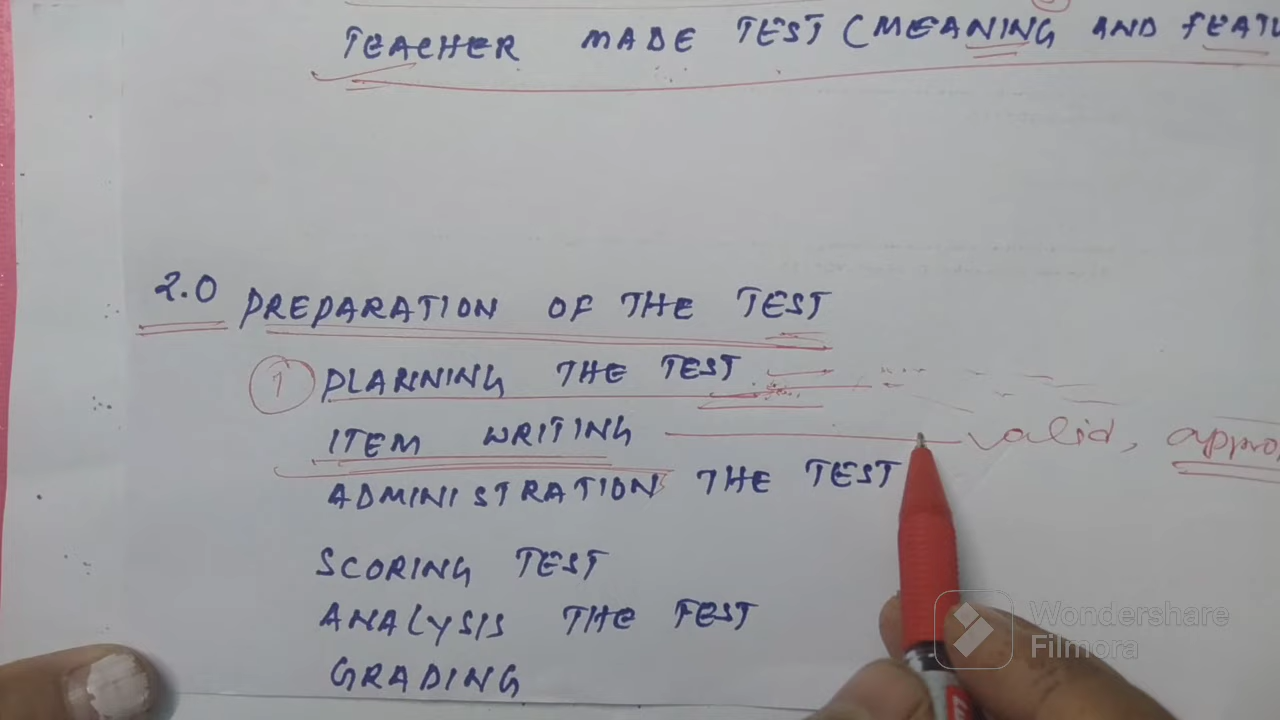 TEACHER MADE TEST (MEANING AND FEATU
2.0 PREPARATION OF THE TEST
1 PLANNING THE TEST
ITEM WRITING valid, appro
ADMINISTRATION THE TEST
SCORING TEST
ANALYSIS THE TEST
GRADING
Wondershare
Filmora